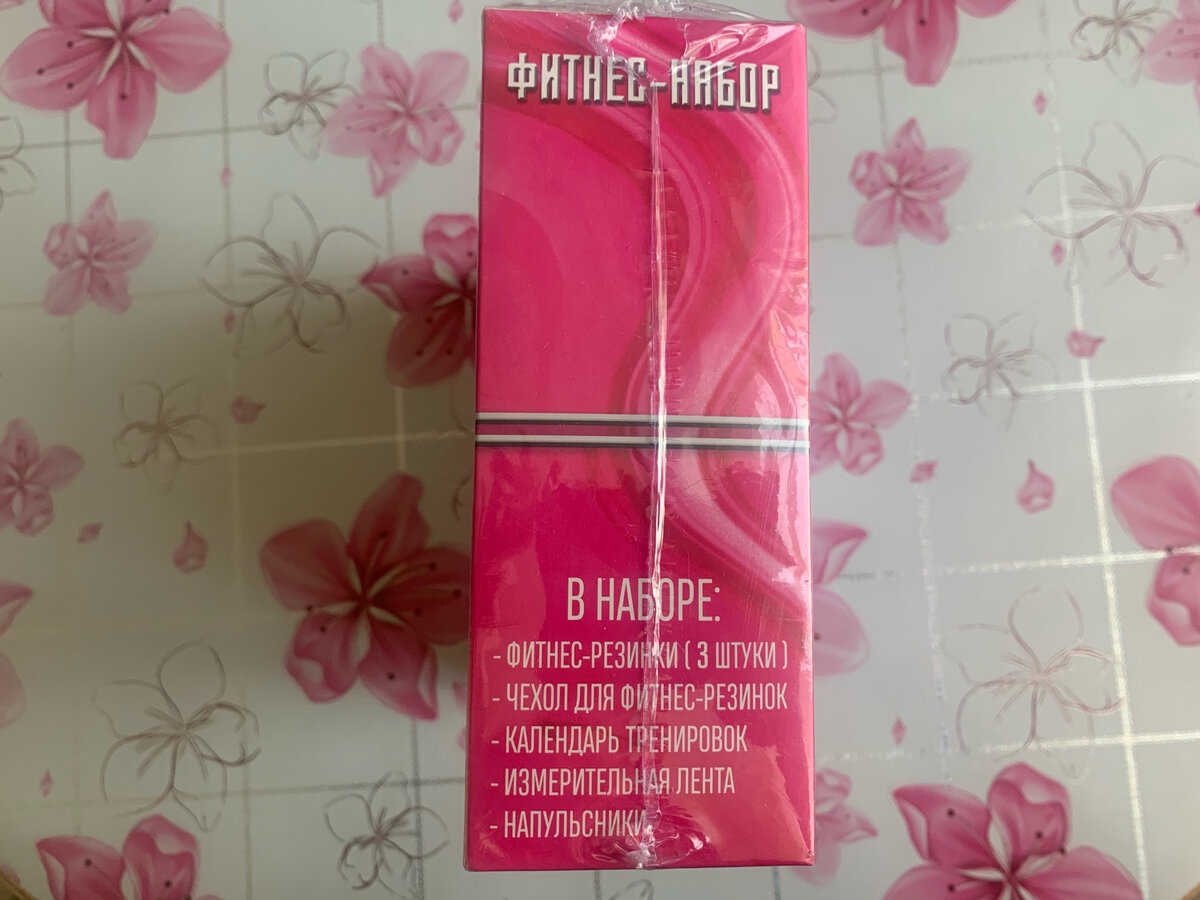 ФИТНЕС-НАБОР
В НАБОРЕ:
- ФИТНЕС-РЕЗИНКИ ( 3 ШТУКИ )
- ЧЕХОЛ ДЛЯ ФИТНЕС-РЕЗИНОК
- КАЛЕНДАРЬ ТРЕНИРОВОК
- ИЗМЕРИТЕЛЬНАЯ ЛЕНТА
- НАПУЛЬСНИКИ